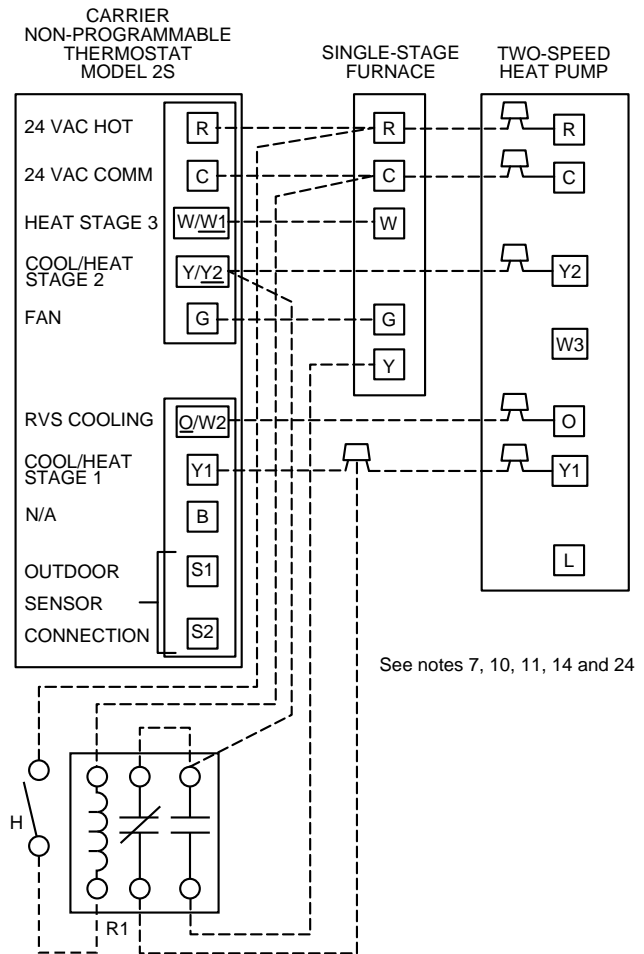 CARRIER
NON-PROGRAMMABLE
THERMOSTAT
MODEL 2S
SINGLE-STAGE
FURNACE
TWO-SPEED
HEAT PUMP
24 VAC HOT
R
R
R
24 VAC COMM
C
C
C
HEAT STAGE 3
W/W1
W
COOL/HEAT
STAGE 2
Y/Y2
Y2
FAN
G
G
W3
Y
RVS COOLING
O/W2
O
COOL/HEAT
STAGE 1
Y1
Y1
N/A
B
OUTDOOR
SENSOR
CONNECTION
S1
S2
L
See notes 7, 10, 11, 14 and 24
H
R1